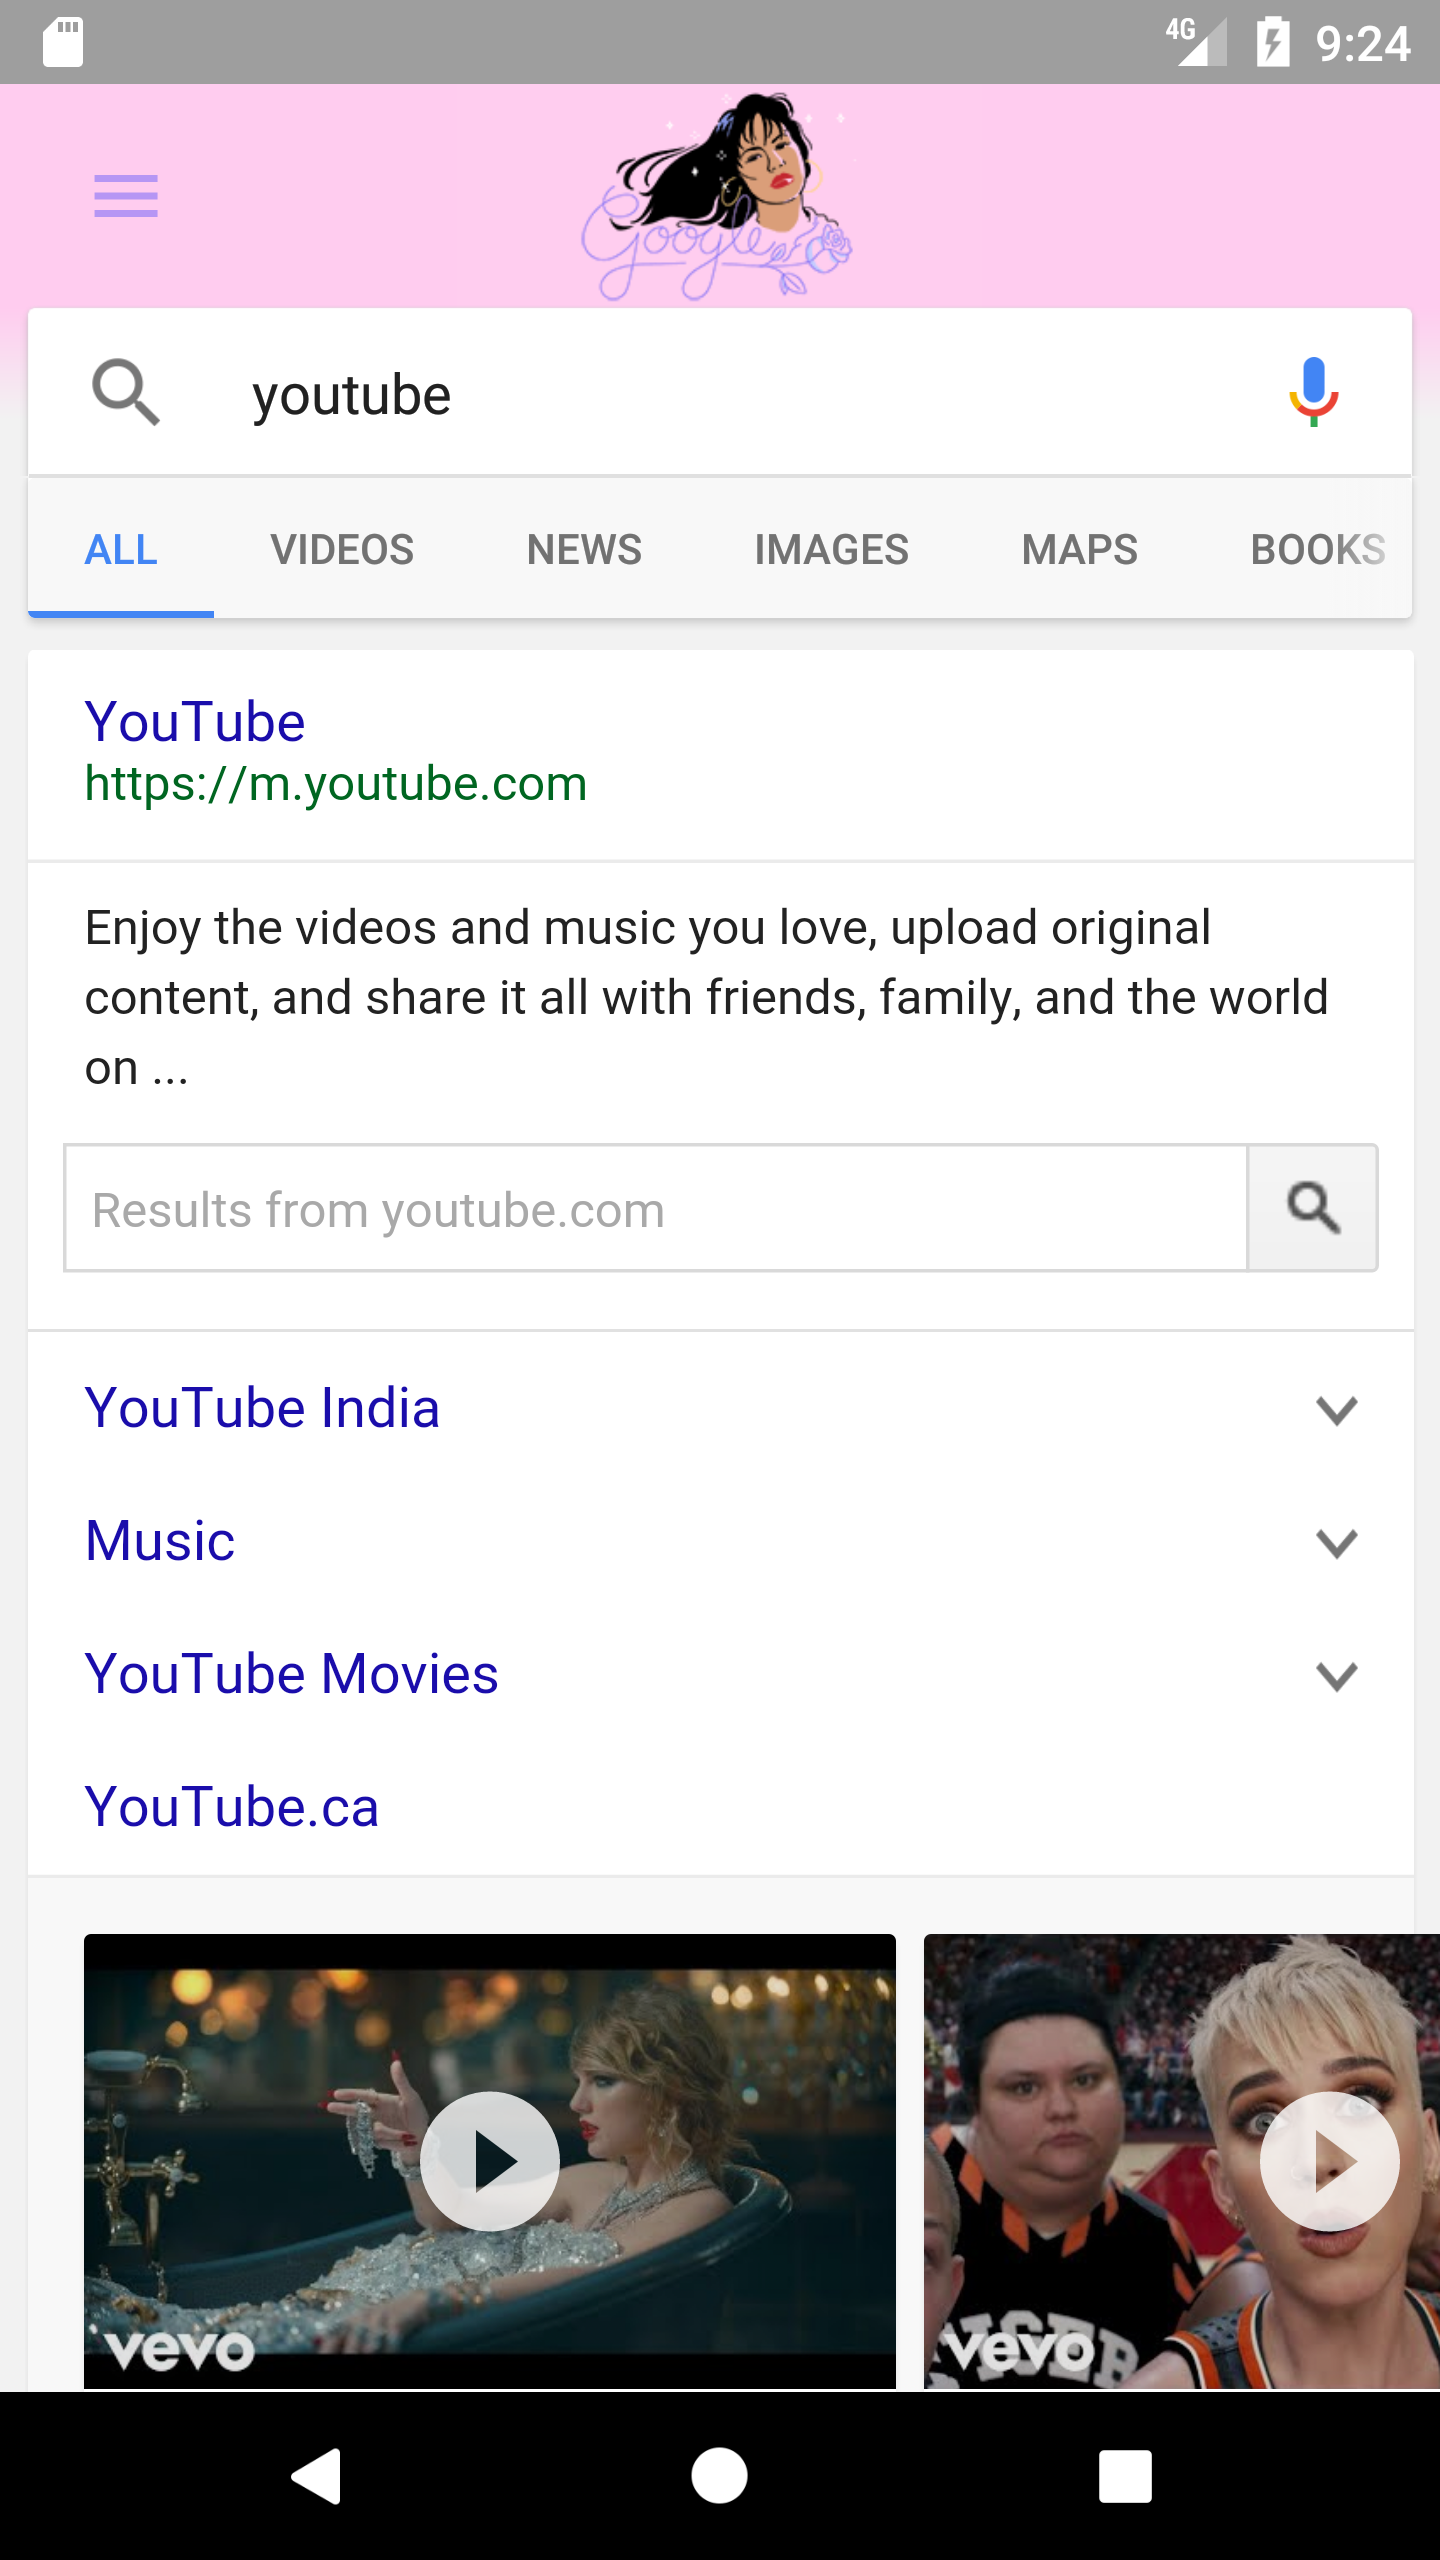 4G 9:24
Google
youtube
ALL VIDEOS NEWS IMAGES MAPS BOOKS
YouTube
https://m.youtube.com
Enjoy the videos and music you love, upload original
content, and share it all with friends, family, and the world
on ...
Results from youtube.com
YouTube India
Music
YouTube Movies
YouTube.ca
vevo
vevo